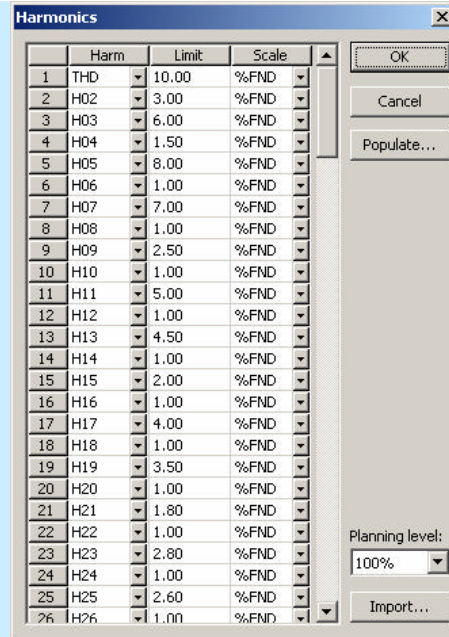 Harmonics
Harm Limit Scale
1 THD 10.00 %FND
2 H02 3.00 %FND
3 H03 6.00 %FND
4 H04 1.50 %FND
5 H05 8.00 %FND
6 H06 1.00 %FND
7 H07 7.00 %FND
8 H08 1.00 %FND
9 H09 2.50 %FND
10 H10 1.00 %FND
11 H11 5.00 %FND
12 H12 1.00 %FND
13 H13 4.50 %FND
14 H14 1.00 %FND
15 H15 2.00 %FND
16 H16 1.00 %FND
17 H17 4.00 %FND
18 H18 1.00 %FND
19 H19 3.50 %FND
20 H20 1.00 %FND
21 H21 1.80 %FND
22 H22 1.00 %FND
23 H23 2.80 %FND
24 H24 1.00 %FND
25 H25 2.60 %FND
26 H26 1.00 %FND
OK
Cancel
Populate...
Planning level:
100%
Import...